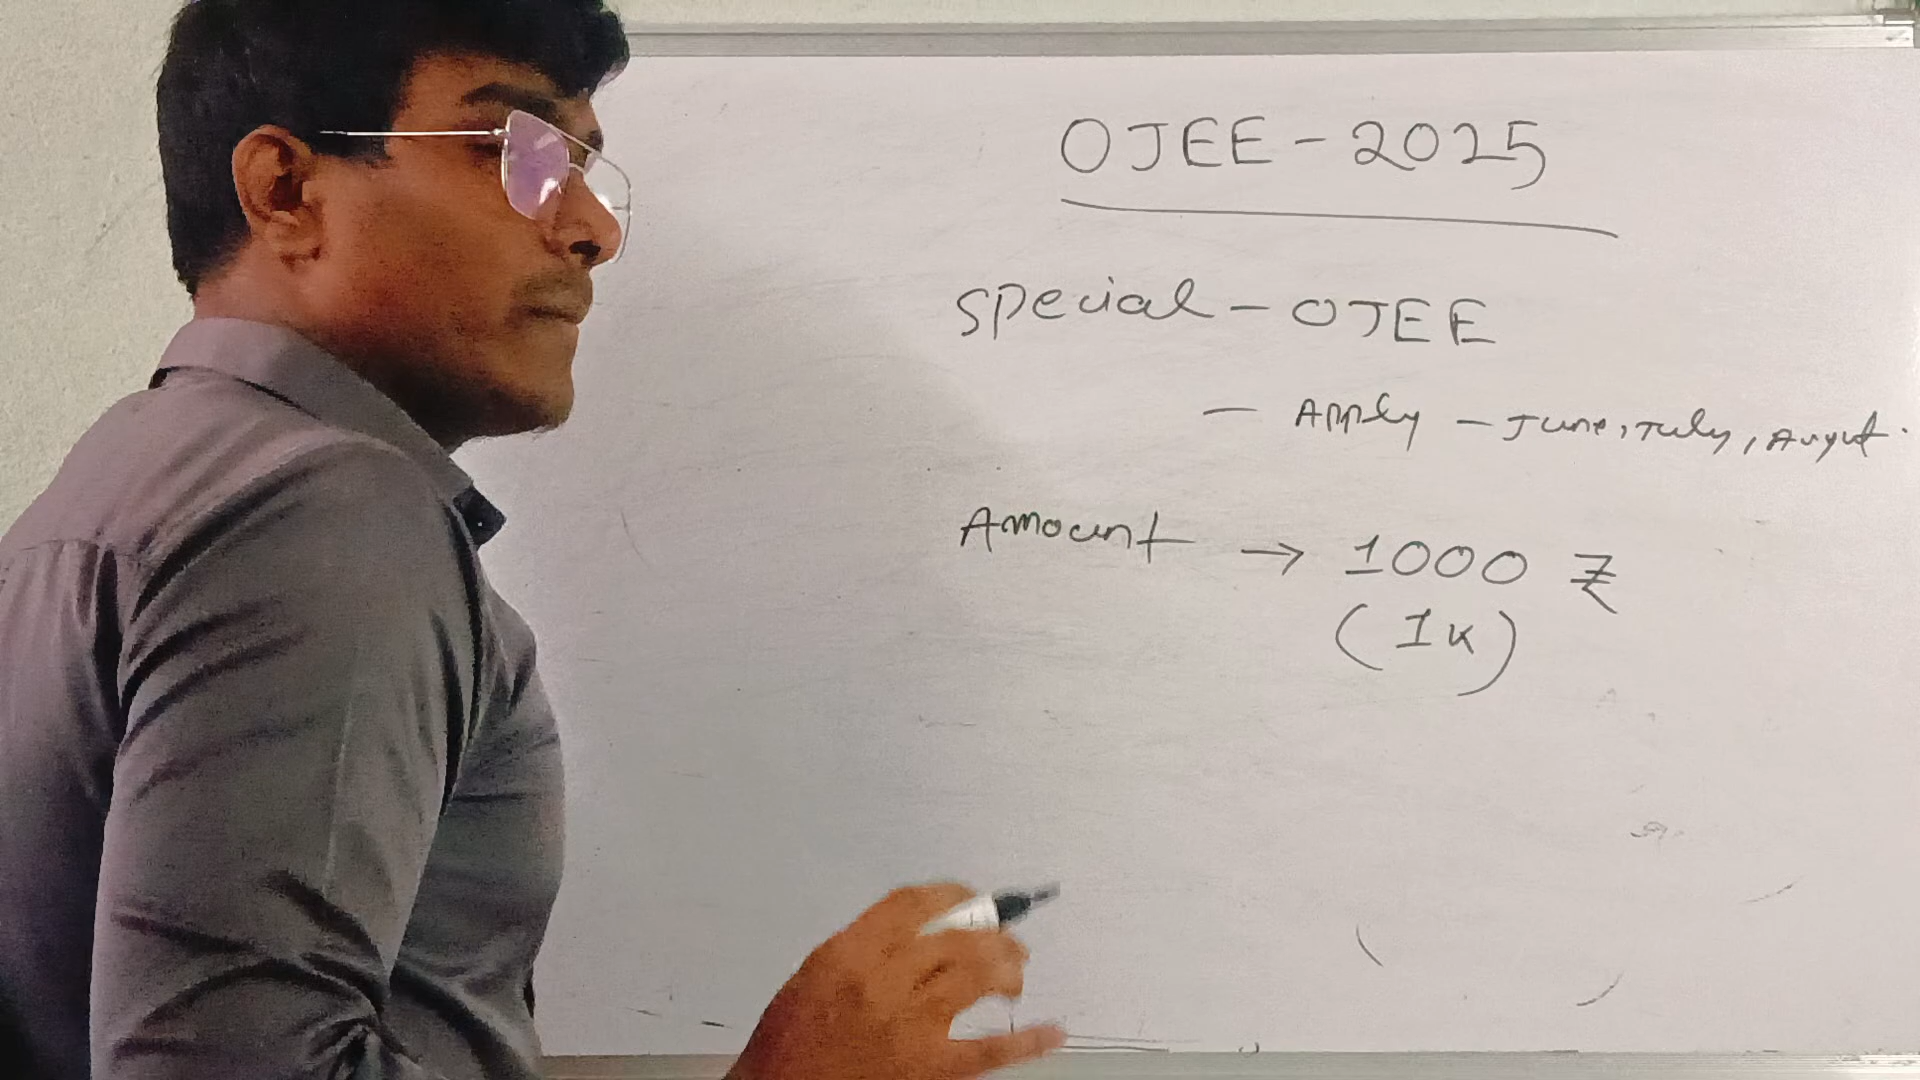 OJEE - 2025
Special - OJEE
- Apply - June, July, August.
Amount → 1000 ₹
(1K)